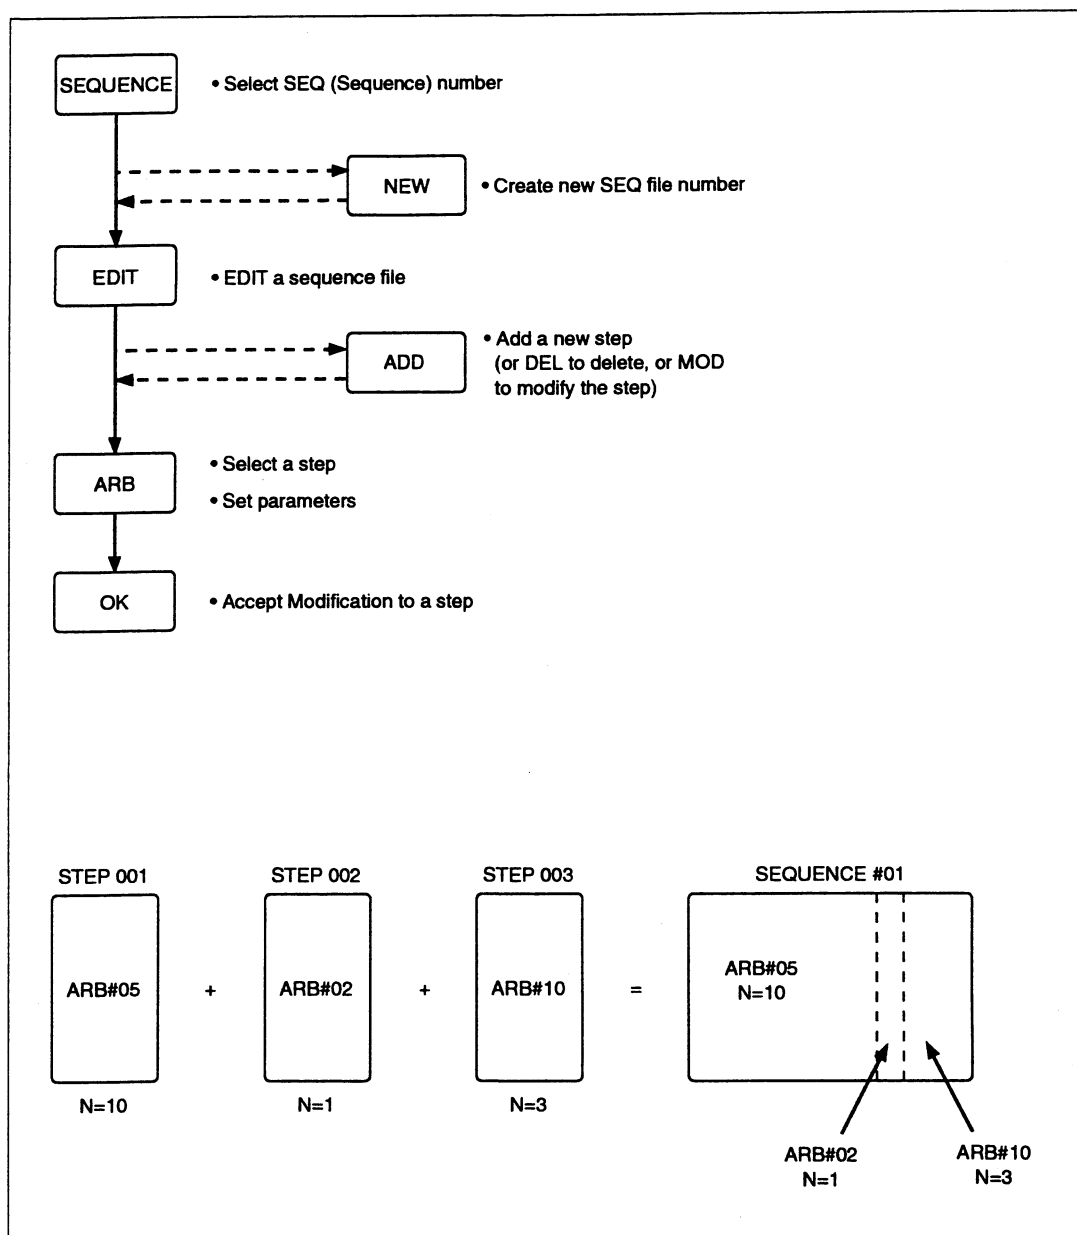 SEQUENCE
• Select SEQ (Sequence) number
NEW
• Create new SEQ file number
EDIT
• EDIT a sequence file
ADD
• Add a new step
(or DEL to delete, or MOD
to modify the step)
ARB
• Select a step
• Set parameters
OK
• Accept Modification to a step
STEP 001
STEP 002
STEP 003
SEQUENCE #01
ARB#05
+
ARB#02
+
ARB#10
=
ARB#05
N=10
N=10
N=1
N=3
ARB#02
N=1
ARB#10
N=3